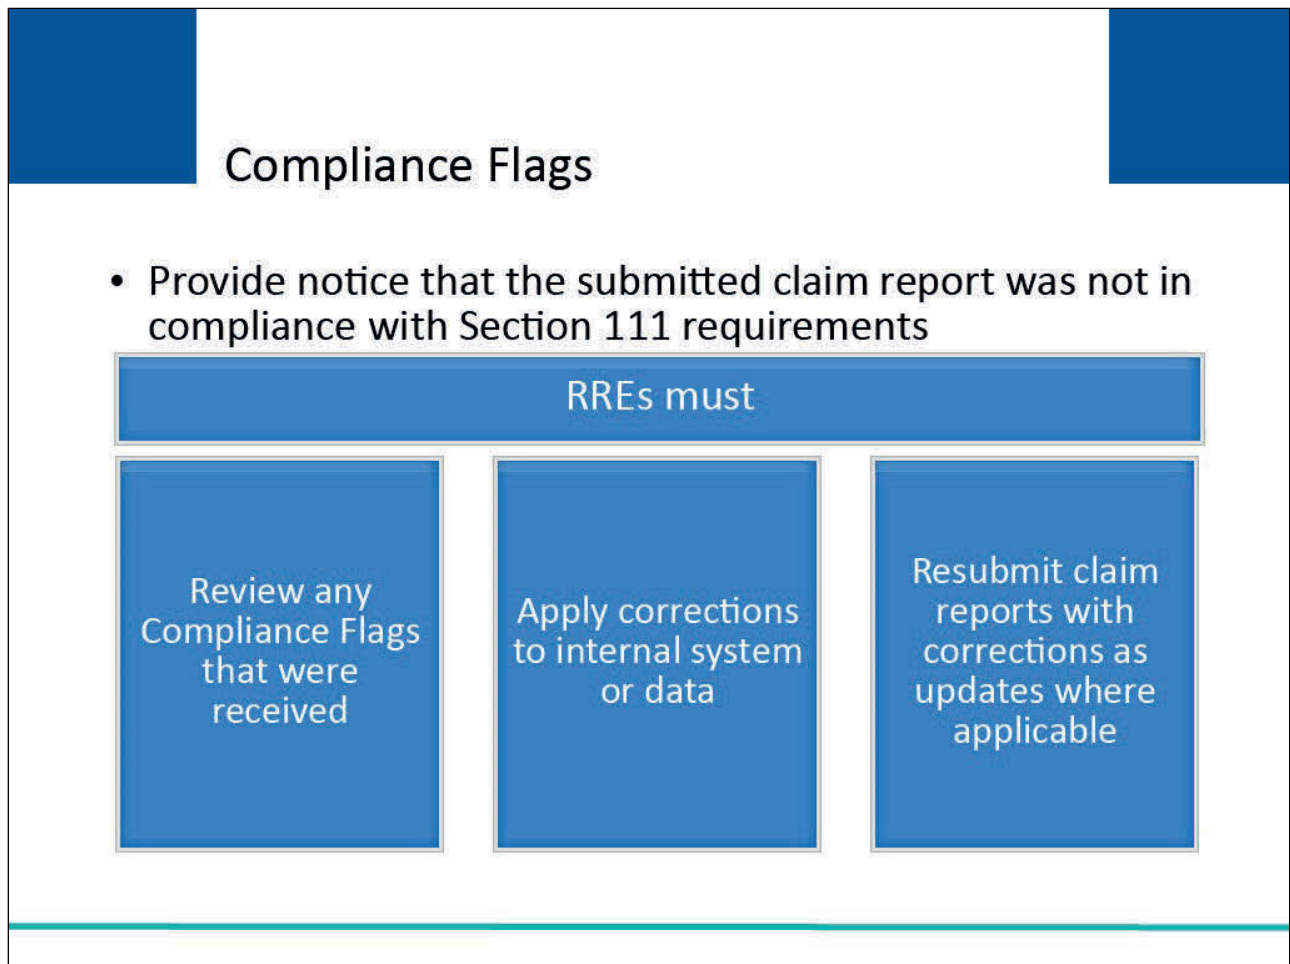 Compliance Flags
• Provide notice that the submitted claim report was not in
compliance with Section 111 requirements
RREs must
Review any
Compliance Flags
that were
received
Apply corrections
to internal system
or data
Resubmit claim
reports with
corrections as
updates where
applicable